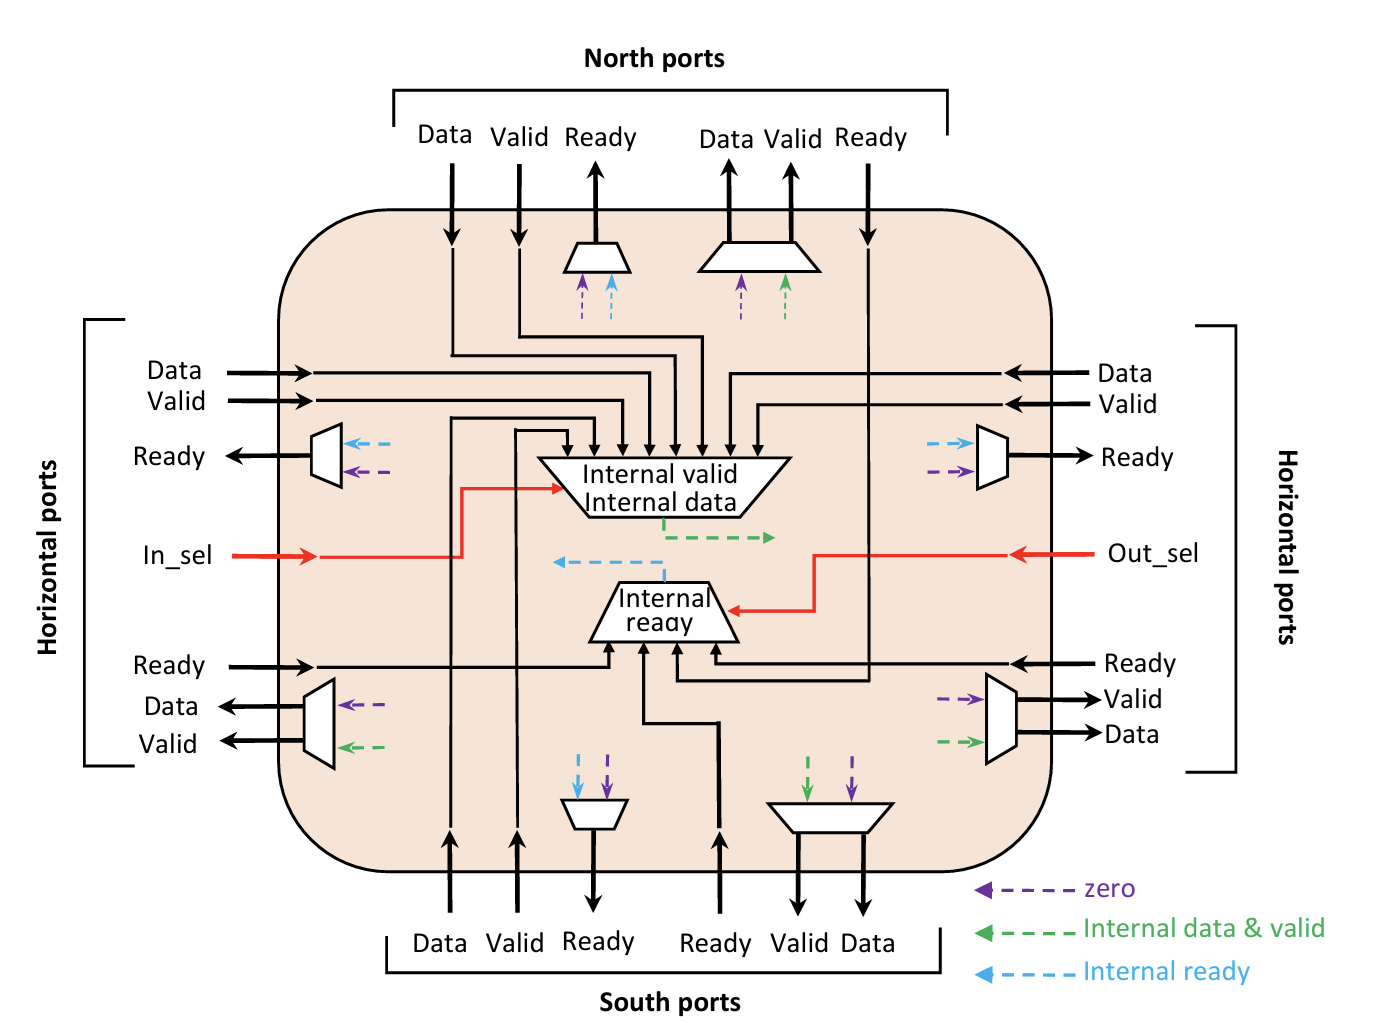 North ports
Data Valid Ready Data Valid Ready
Data
Valid
Ready
In_sel
Ready
Data
Valid
Horizontal ports
Internal valid
Internal data
Internal
ready
Data
Valid
Ready
Out_sel
Ready
Valid
Data
Horizontal ports
Data Valid Ready Ready Valid Data
South ports
zero
Internal data & valid
Internal ready